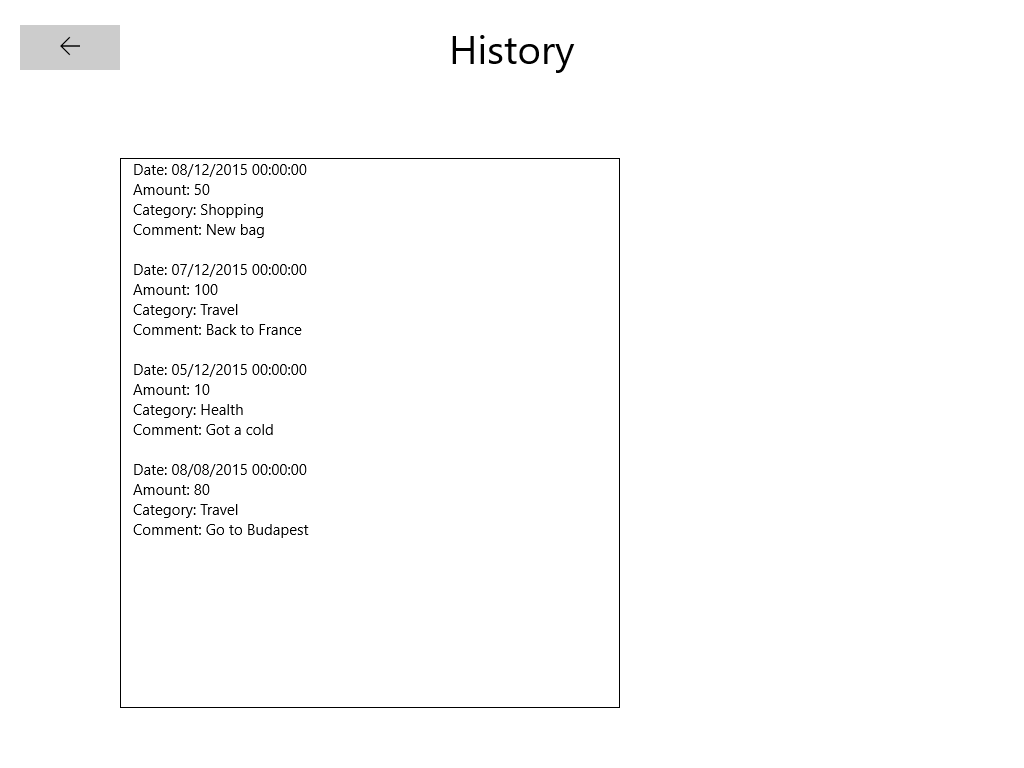 History
Date: 08/12/2015 00:00:00
Amount: 50
Category: Shopping
Comment: New bag
Date: 07/12/2015 00:00:00
Amount: 100
Category: Travel
Comment: Back to France
Date: 05/12/2015 00:00:00
Amount: 10
Category: Health
Comment: Got a cold
Date: 08/08/2015 00:00:00
Amount: 80
Category: Travel
Comment: Go to Budapest